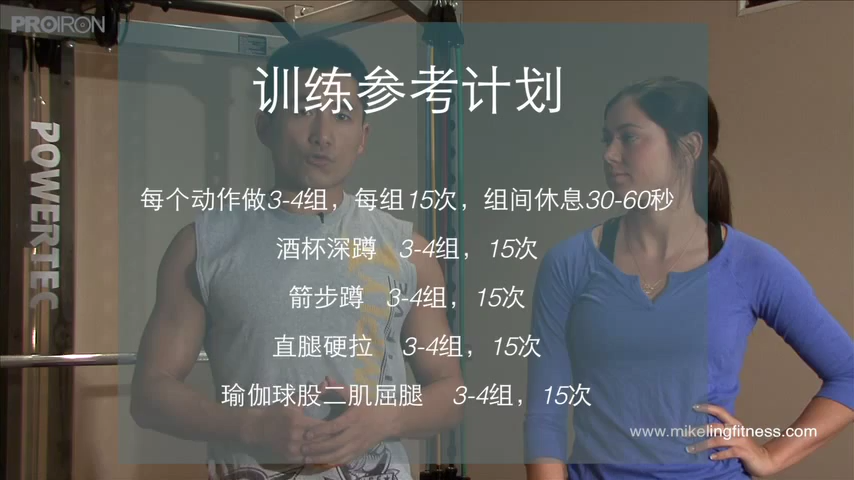 PROIRON
POWERTEC
训练参考计划
每个动作做3-4组，每组15次，组间休息30-60秒
酒杯深蹲 3-4组，15次
箭步蹲 3-4组，15次
直腿硬拉 3-4组，15次
瑜伽球股二肌屈腿 3-4组，15次
www.mikelingfitness.com